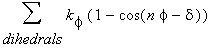 ∑ k_ϕ (1 − cos(n ϕ − δ))
dihedrals